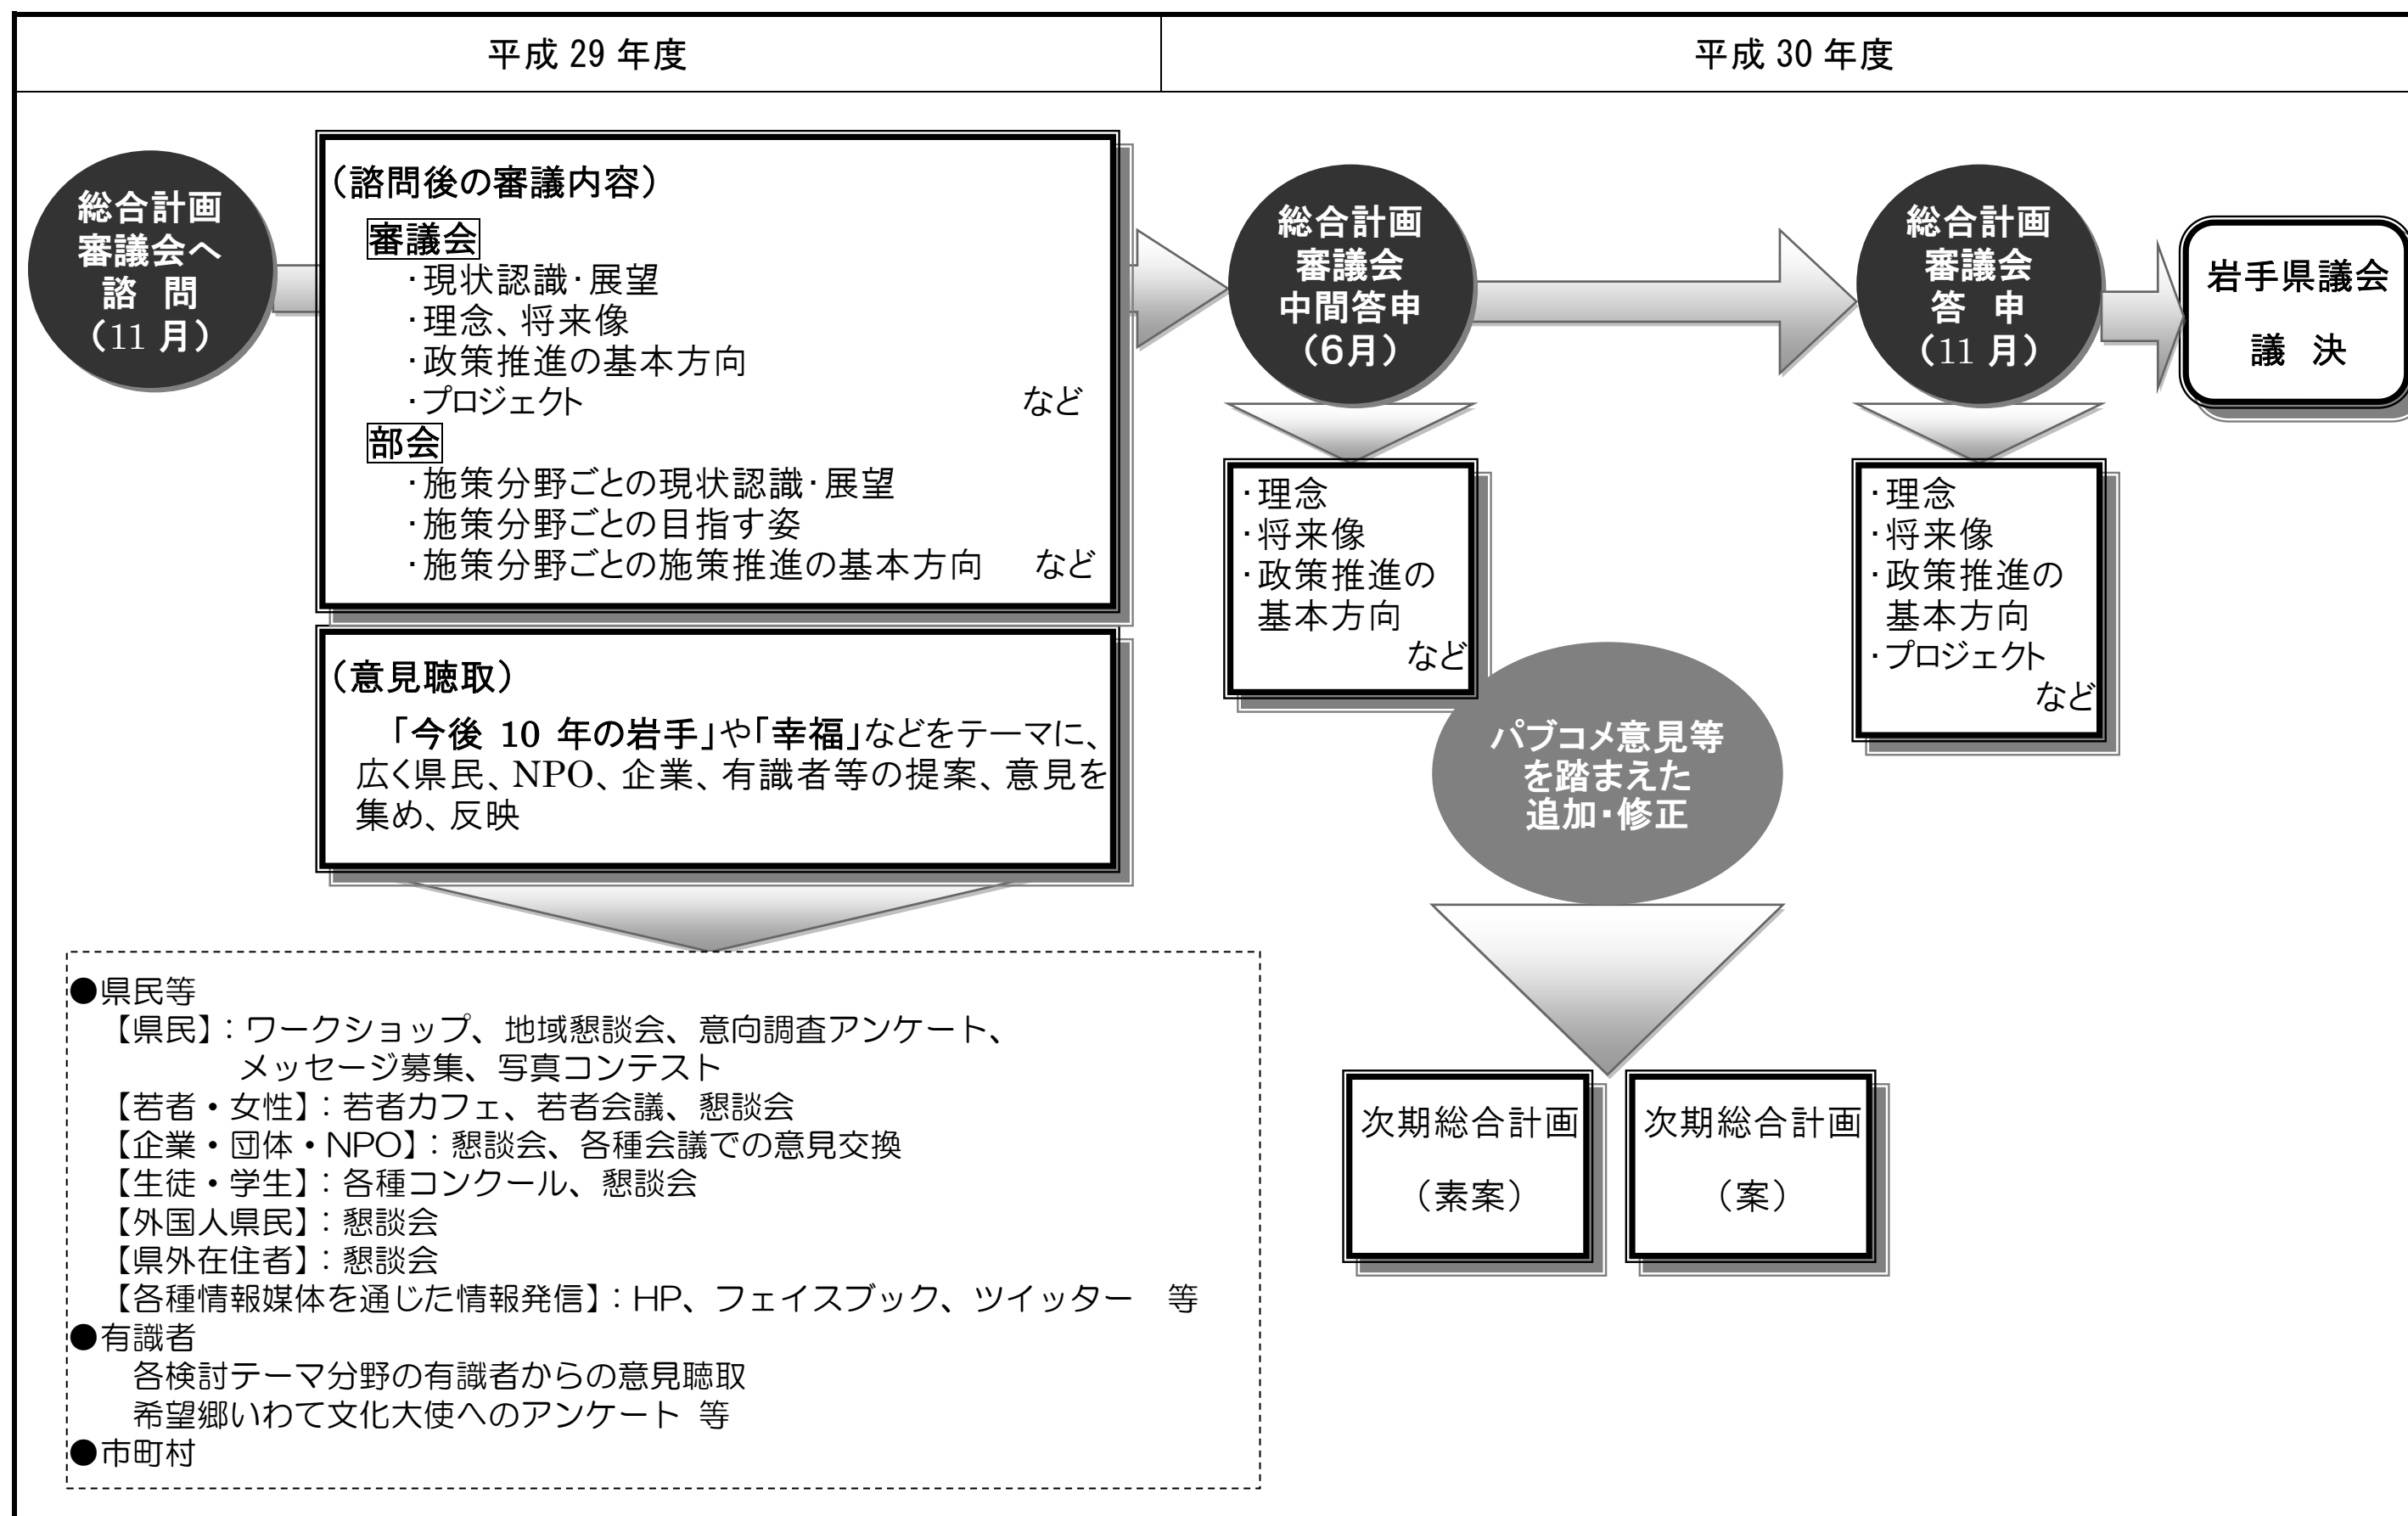 平成 29 年度
平成 30 年度
総合計画
審議会へ
諮 問
（11 月）
（諮問後の審議内容）
審議会
・現状認識・展望
・理念、将来像
・政策推進の基本方向
・プロジェクト など
部会
・施策分野ごとの現状認識・展望
・施策分野ごとの目指す姿
・施策分野ごとの施策推進の基本方向 など
（意見聴取）
「今後 10 年の岩手」や「幸福」などをテーマに、
広く県民、NPO、企業、有識者等の提案、意見を
集め、反映
●県民等
【県民】：ワークショップ、地域懇談会、意向調査アンケート、
メッセージ募集、写真コンテスト
【若者・女性】：若者カフェ、若者会議、懇談会
【企業・団体・NPO】：懇談会、各種会議での意見交換
【生徒・学生】：各種コンクール、懇談会
【外国人県民】：懇談会
【県外在住者】：懇談会
【各種情報媒体を通じた情報発信】：HP、フェイスブック、ツイッター 等
●有識者
各検討テーマ分野の有識者からの意見聴取
希望郷いわて文化大使へのアンケート 等
●市町村
総合計画
審議会
中間答申
（6月）
・理念
・将来像
・政策推進の
基本方向
など
パブコメ意見等
を踏まえた
追加・修正
次期総合計画
（素案）
次期総合計画
（案）
総合計画
審議会
答 申
（11 月）
・理念
・将来像
・政策推進の
基本方向
・プロジェクト
など
岩手県議会
議 決